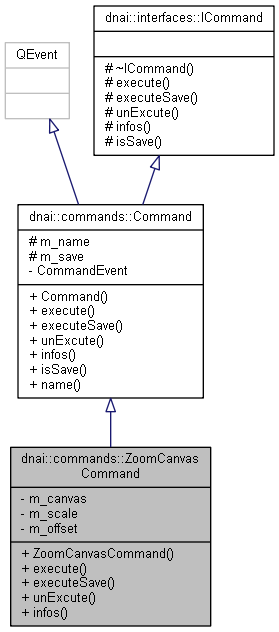 dnai::interfaces::ICommand
# ~ICommand()
# execute()
# executeSave()
# unExcute()
# infos()
# isSave()
QEvent
dnai::commands::Command
# m_name
# m_save
- CommandEvent
+ Command()
+ execute()
+ executeSave()
+ unExcute()
+ infos()
+ isSave()
+ name()
dnai::commands::ZoomCanvas
Command
- m_canvas
- m_scale
- m_offset
+ ZoomCanvasCommand()
+ execute()
+ executeSave()
+ unExcute()
+ infos()